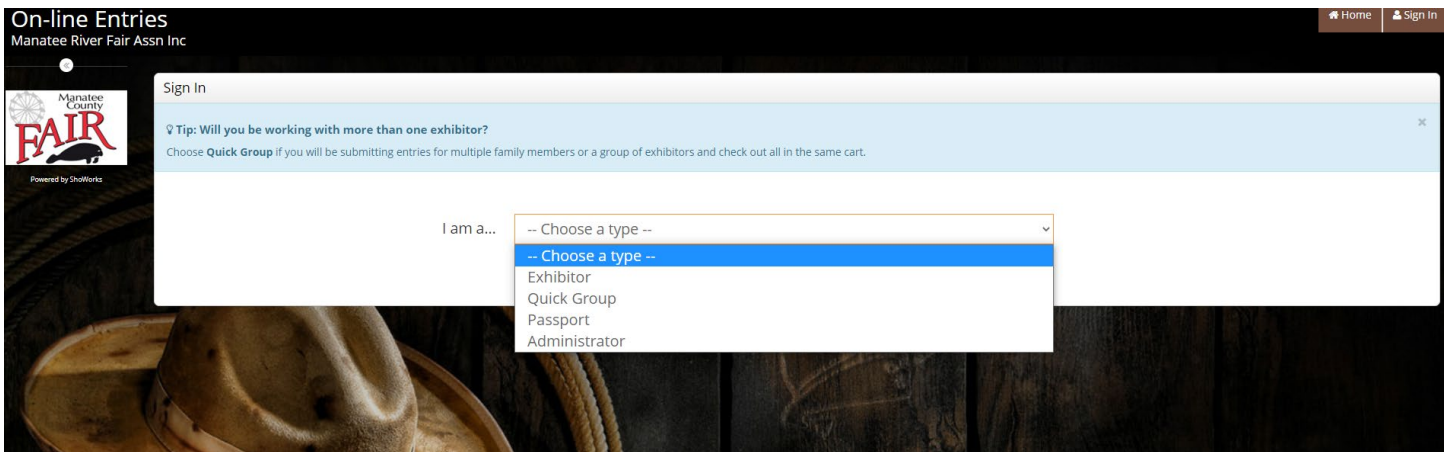 On-line Entries
Manatee River Fair Assn Inc
Home
Sign In
Manatee
County
FAIR
Powered by ShoWorks
Sign In
Tip: Will you be working with more than one exhibitor?
×
Choose Quick Group if you will be submitting entries for multiple family members or a group of exhibitors and check out all in the same cart.
I am a...
-- Choose a type --
-- Choose a type --
Exhibitor
Quick Group
Passport
Administrator